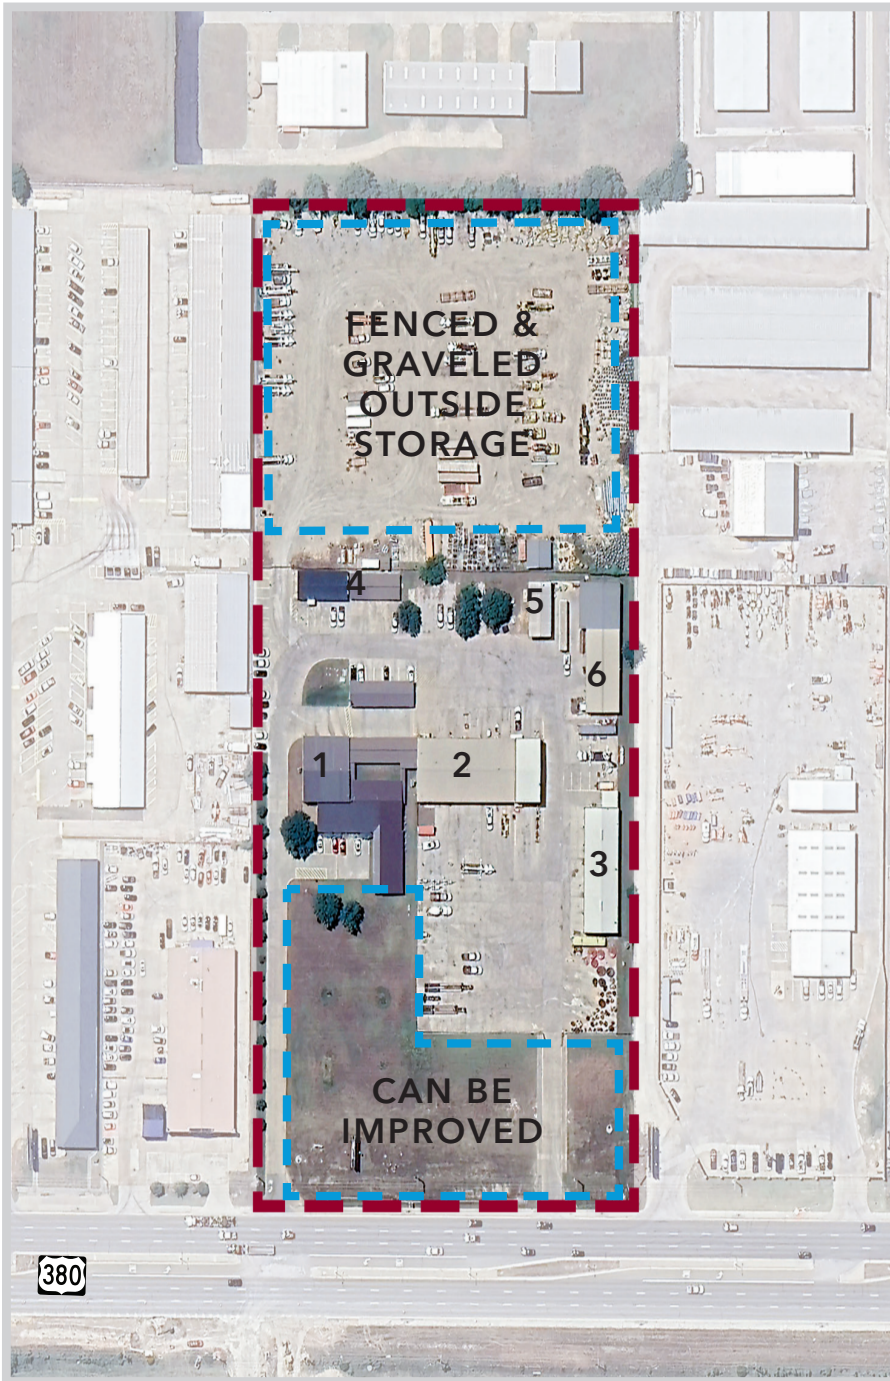 FENCED &
GRAVELED
OUTSIDE
STORAGE
4
5
6
1
2
3
CAN BE
IMPROVED
380